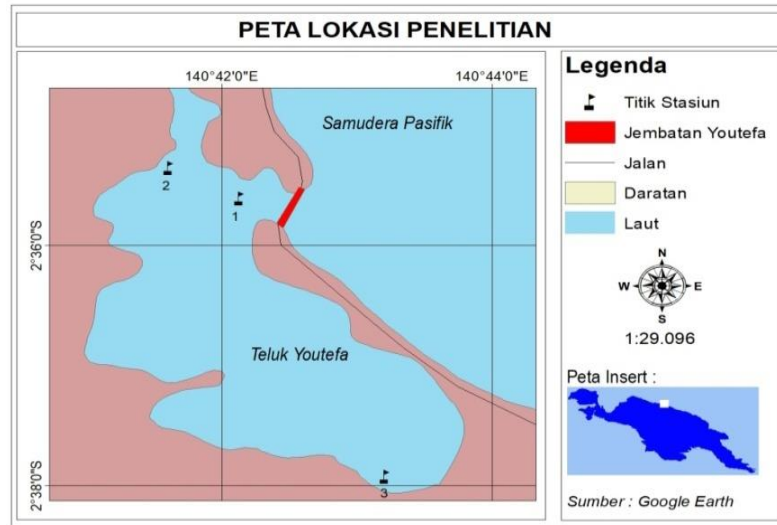 PETA LOKASI PENELITIAN
140°42'0"E
140°44'0"E
Samudera Pasifik
2
1
2°36'0"S
Teluk Youtefa
3
2°38'0"S
Legenda
Titik Stasiun
Jembatan Youtefa
Jalan
Daratan
Laut
N
W
E
S
1:29.096
Peta Insert :
Sumber : Google Earth